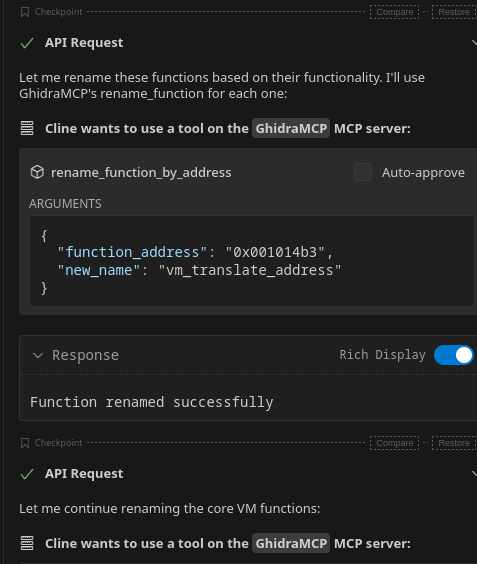 Checkpoint Compare Restore
API Request
Let me rename these functions based on their functionality. I'll use
GhidraMCP's rename_function for each one:
Cline wants to use a tool on the GhidraMCP MCP server:
rename_function_by_address Auto-approve
ARGUMENTS
{
"function_address": "0x001014b3",
"new_name": "vm_translate_address"
}
Response Rich Display
Function renamed successfully
Checkpoint Compare Restore
API Request
Let me continue renaming the core VM functions:
Cline wants to use a tool on the GhidraMCP MCP server: